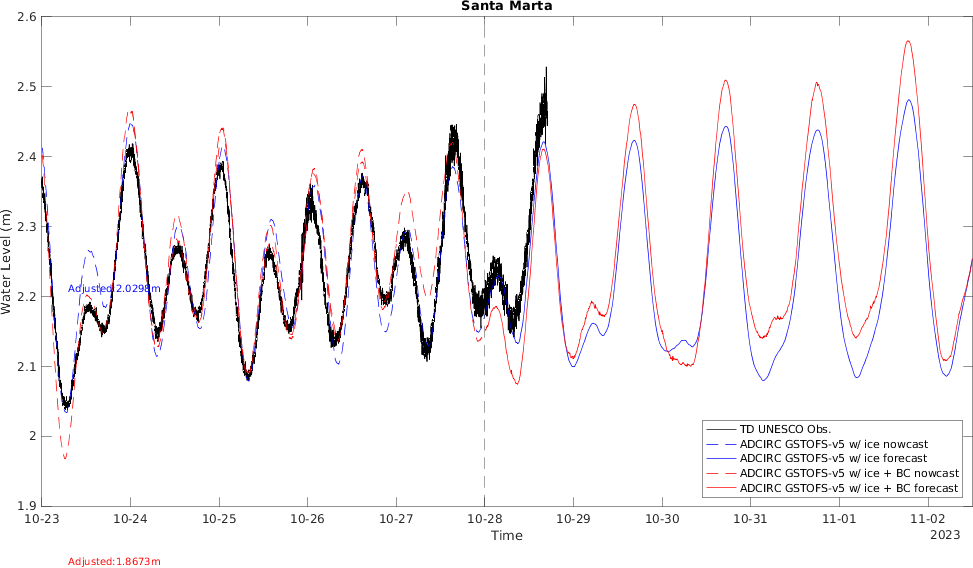 Santa Marta
2.6
2.5
2.4
2.3
2.2
2.1
2
1.9
Water Level (m)
Adjusted:2.0298m
TD UNESCO Obs.
ADCIRC GSTOFS-v5 w/ ice nowcast
ADCIRC GSTOFS-v5 w/ ice forecast
ADCIRC GSTOFS-v5 w/ ice + BC nowcast
ADCIRC GSTOFS-v5 w/ ice + BC forecast
10-23 10-24 10-25 10-26 10-27 10-28 10-29 10-30 10-31 11-01 11-02
2023
Time
Adjusted:1.8673m